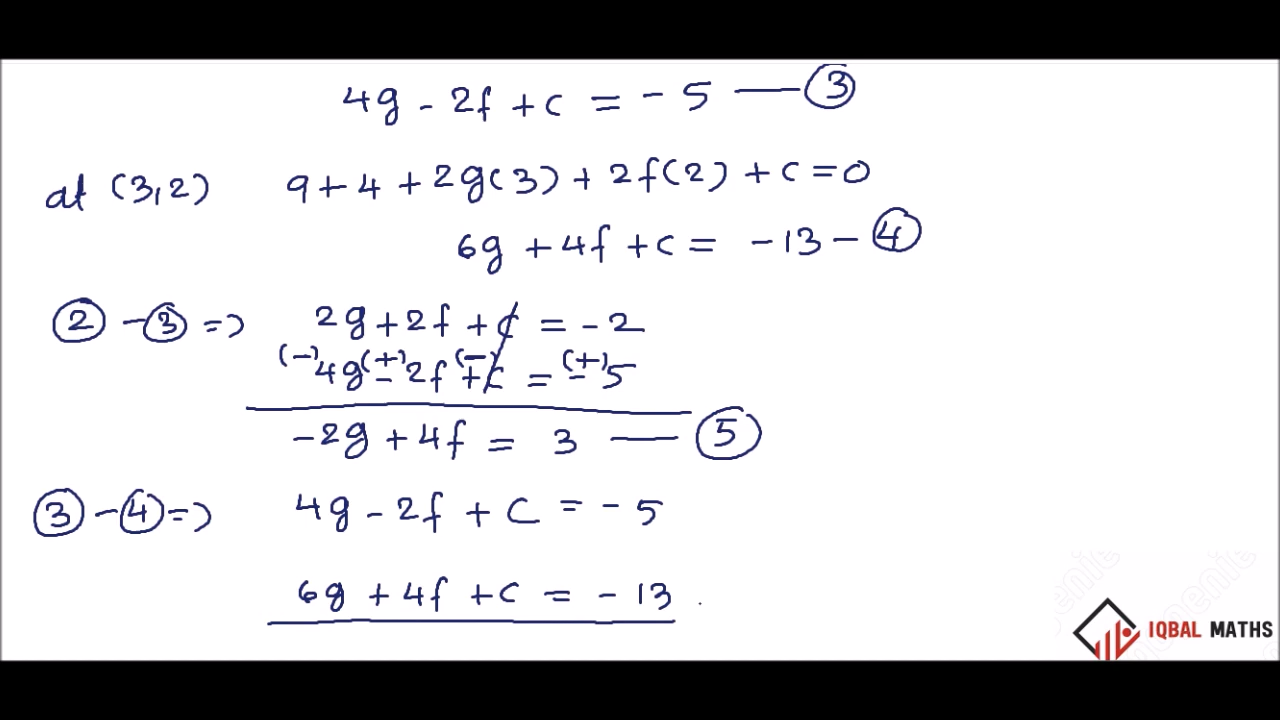 4g - 2f + c = - 5 — ③
at (3,2) 9 + 4 + 2g(3) + 2f(2) + c = 0
6g + 4f + c = - 13 - ④
② - ③ => 2g + 2f + c = - 2
(-) 4g (+) - 2f (-) + c = (+) - 5
- 2g + 4f = 3 — ⑤
③ - ④ => 4g - 2f + C = - 5
6g + 4f + c = - 13
IQBAL MATHS